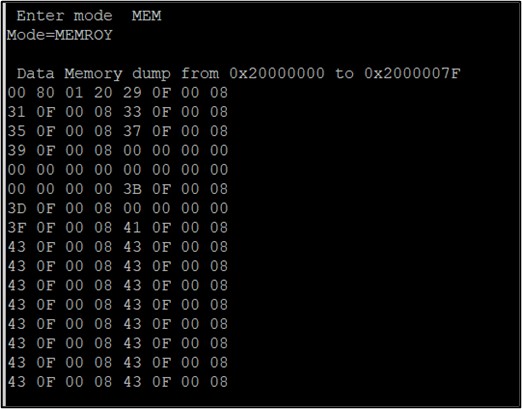 Enter mode  MEM
Mode=MEMROY
Data Memory dump from 0x20000000 to 0x2000007F
00 80 01 20 29 0F 00 08
31 0F 00 08 33 0F 00 08
35 0F 00 08 37 0F 00 08
39 0F 00 08 00 00 00 00
00 00 00 00 00 00 00 00
00 00 00 00 3B 0F 00 08
3D 0F 00 08 00 00 00 00
3F 0F 00 08 41 0F 00 08
43 0F 00 08 43 0F 00 08
43 0F 00 08 43 0F 00 08
43 0F 00 08 43 0F 00 08
43 0F 00 08 43 0F 00 08
43 0F 00 08 43 0F 00 08
43 0F 00 08 43 0F 00 08
43 0F 00 08 43 0F 00 08
43 0F 00 08 43 0F 00 08